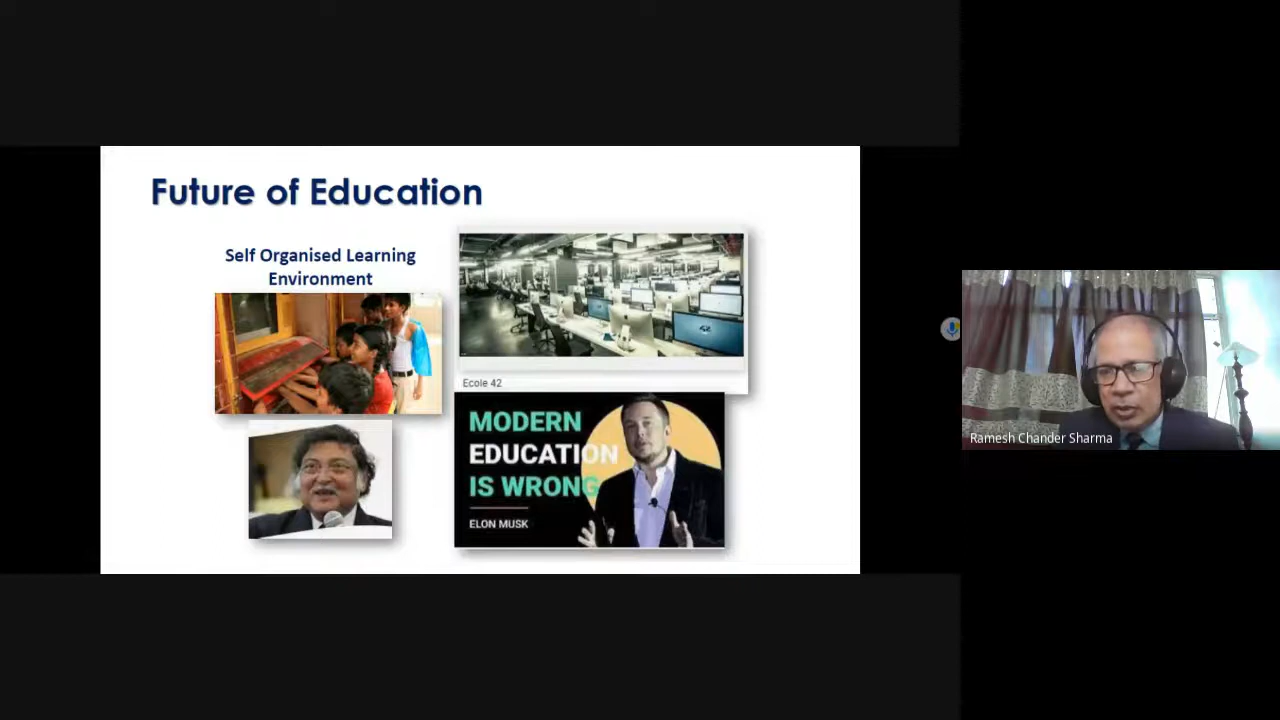 Future of Education
Self Organised Learning
Environment
Ecole 42
MODERN
EDUCATION
IS WRONG
ELON MUSK
Ramesh Chander Sharma